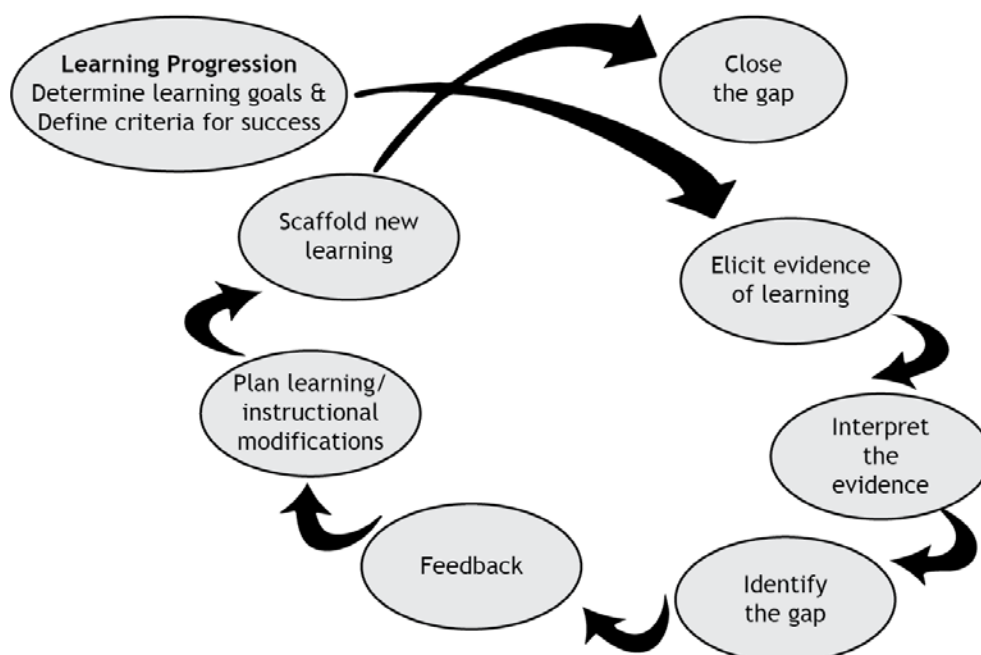 Learning Progression
Determine learning goals &
Define criteria for success
Close
the gap
Scaffold new
learning
Elicit evidence
of learning
Plan learning/
instructional
modifications
Interpret
the
evidence
Feedback
Identify
the gap